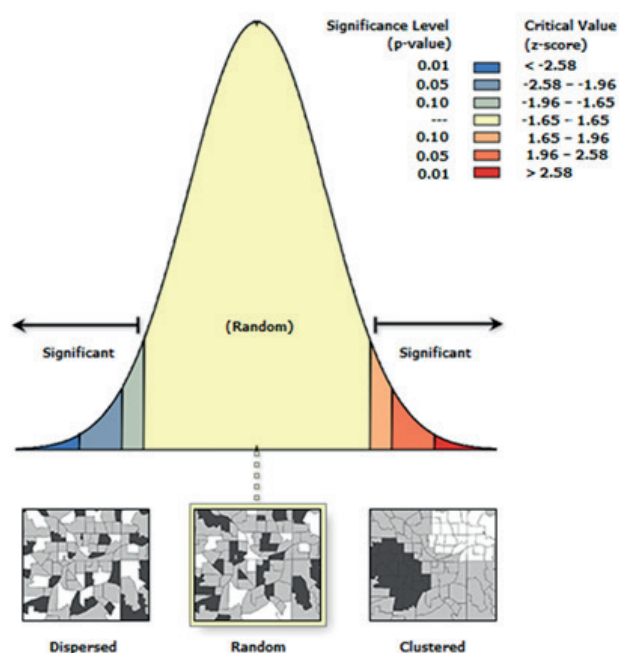 Significance Level
(p-value)
Critical Value
(z-score)
0.01 < -2.58
0.05 -2.58 - -1.96
0.10 -1.96 - -1.65
--- -1.65 - 1.65
0.10 1.65 - 1.96
0.05 1.96 - 2.58
0.01 > 2.58
(Random)
Significant
Significant
Dispersed
Random
Clustered